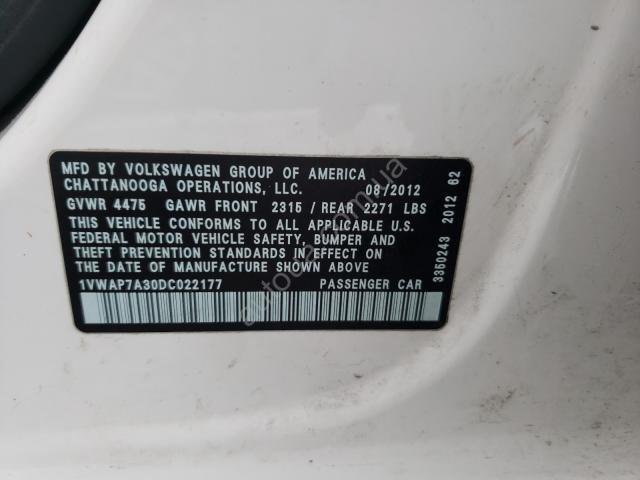 MFD BY VOLKSWAGEN GROUP OF AMERICA
CHATTANOOGA OPERATIONS, LLC. 08/2012
GVWR 4475 GAWR FRONT 2315 / REAR 2271 LBS
THIS VEHICLE CONFORMS TO ALL APPLICABLE U.S.
FEDERAL MOTOR VEHICLE SAFETY, BUMPER AND
THEFT PREVENTION STANDARDS IN EFFECT ON
THE DATE OF MANUFACTURE SHOWN ABOVE
1VWAP7A30DC022177 PASSENGER CAR
3350243 2012 62